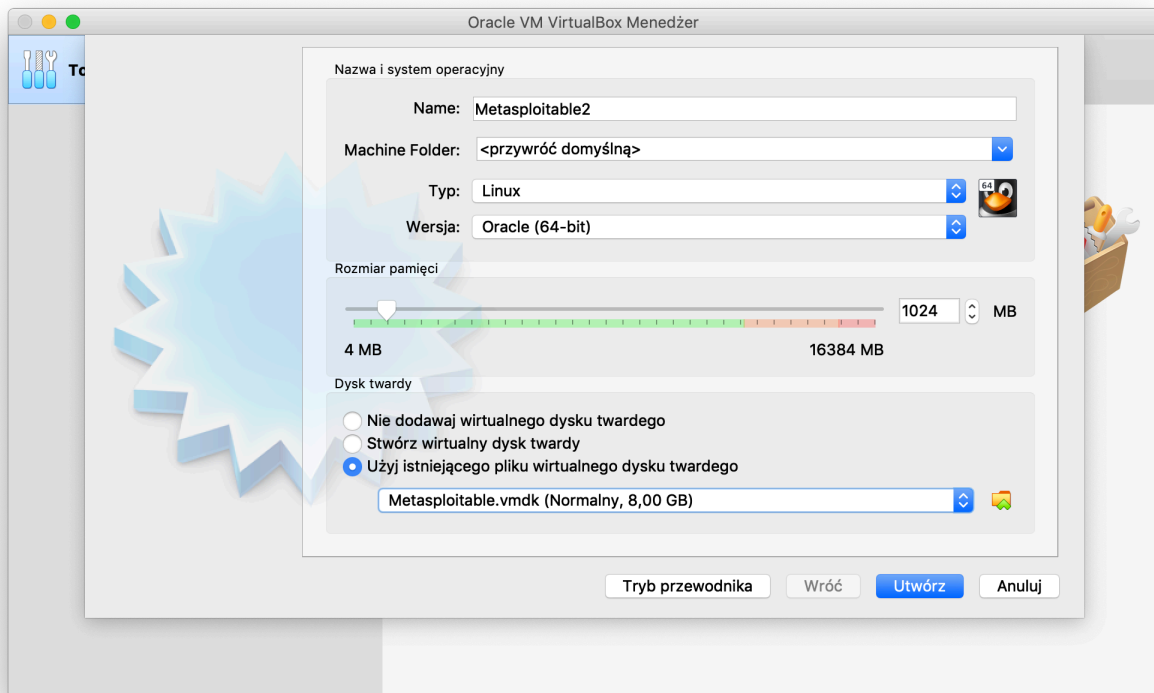 Oracle VM VirtualBox Menedżer
To
Nazwa i system operacyjny
Name: Metasploitable2
Machine Folder: <przywróć domyślną>
Typ: Linux
64
Wersja: Oracle (64-bit)
Rozmiar pamięci
1024 MB
4 MB 16384 MB
Dysk twardy
Nie dodawaj wirtualnego dysku twardego
Stwórz wirtualny dysk twardy
Użyj istniejącego pliku wirtualnego dysku twardego
Metasploitable.vmdk (Normalny, 8,00 GB)
Tryb przewodnika Wróć Utwórz Anuluj